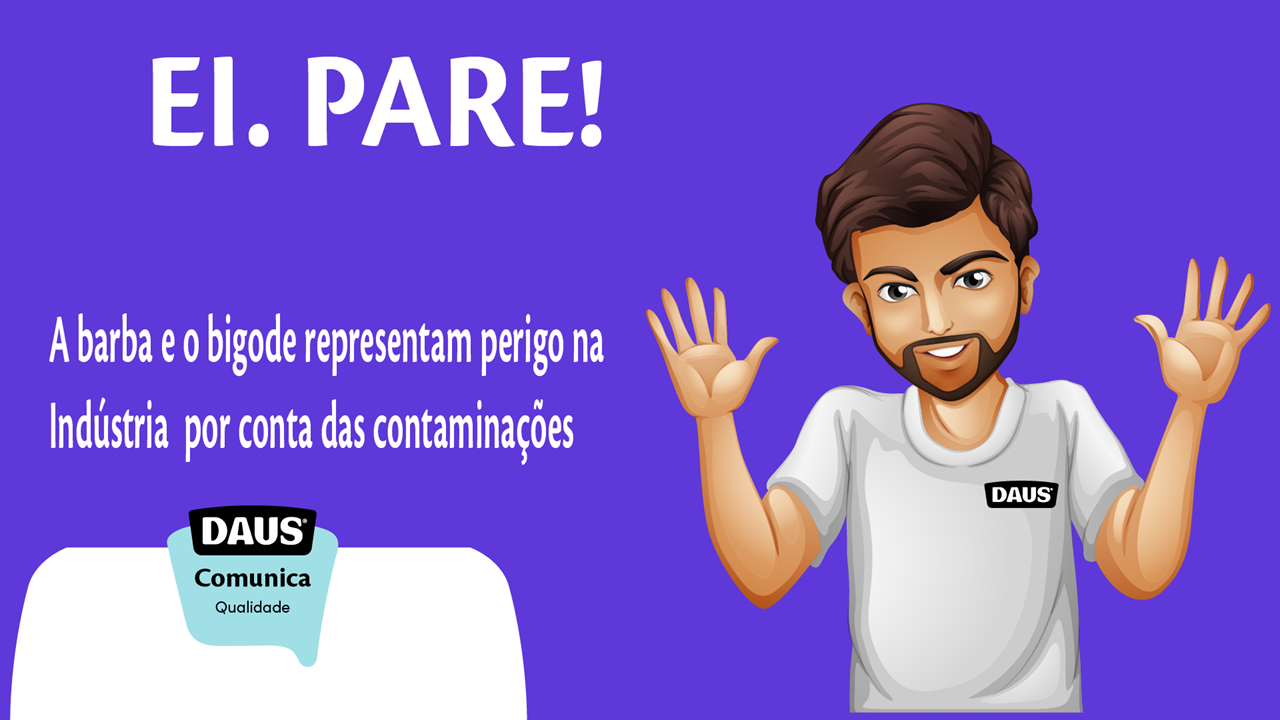 EI. PARE!
A barba e o bigode representam perigo na
Indústria por conta das contaminações
DAUS®
Comunica
Qualidade
DAUS®